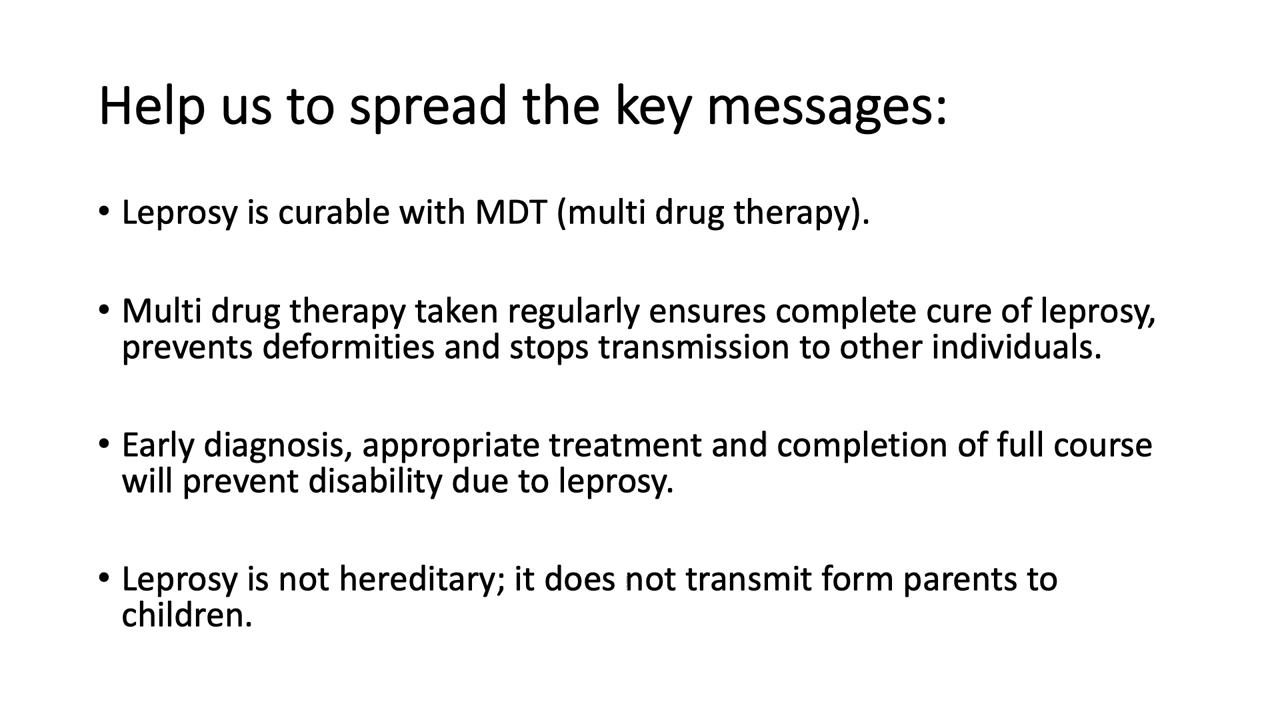 Help us to spread the key messages:
• Leprosy is curable with MDT (multi drug therapy).
• Multi drug therapy taken regularly ensures complete cure of leprosy,
prevents deformities and stops transmission to other individuals.
• Early diagnosis, appropriate treatment and completion of full course
will prevent disability due to leprosy.
• Leprosy is not hereditary; it does not transmit form parents to
children.